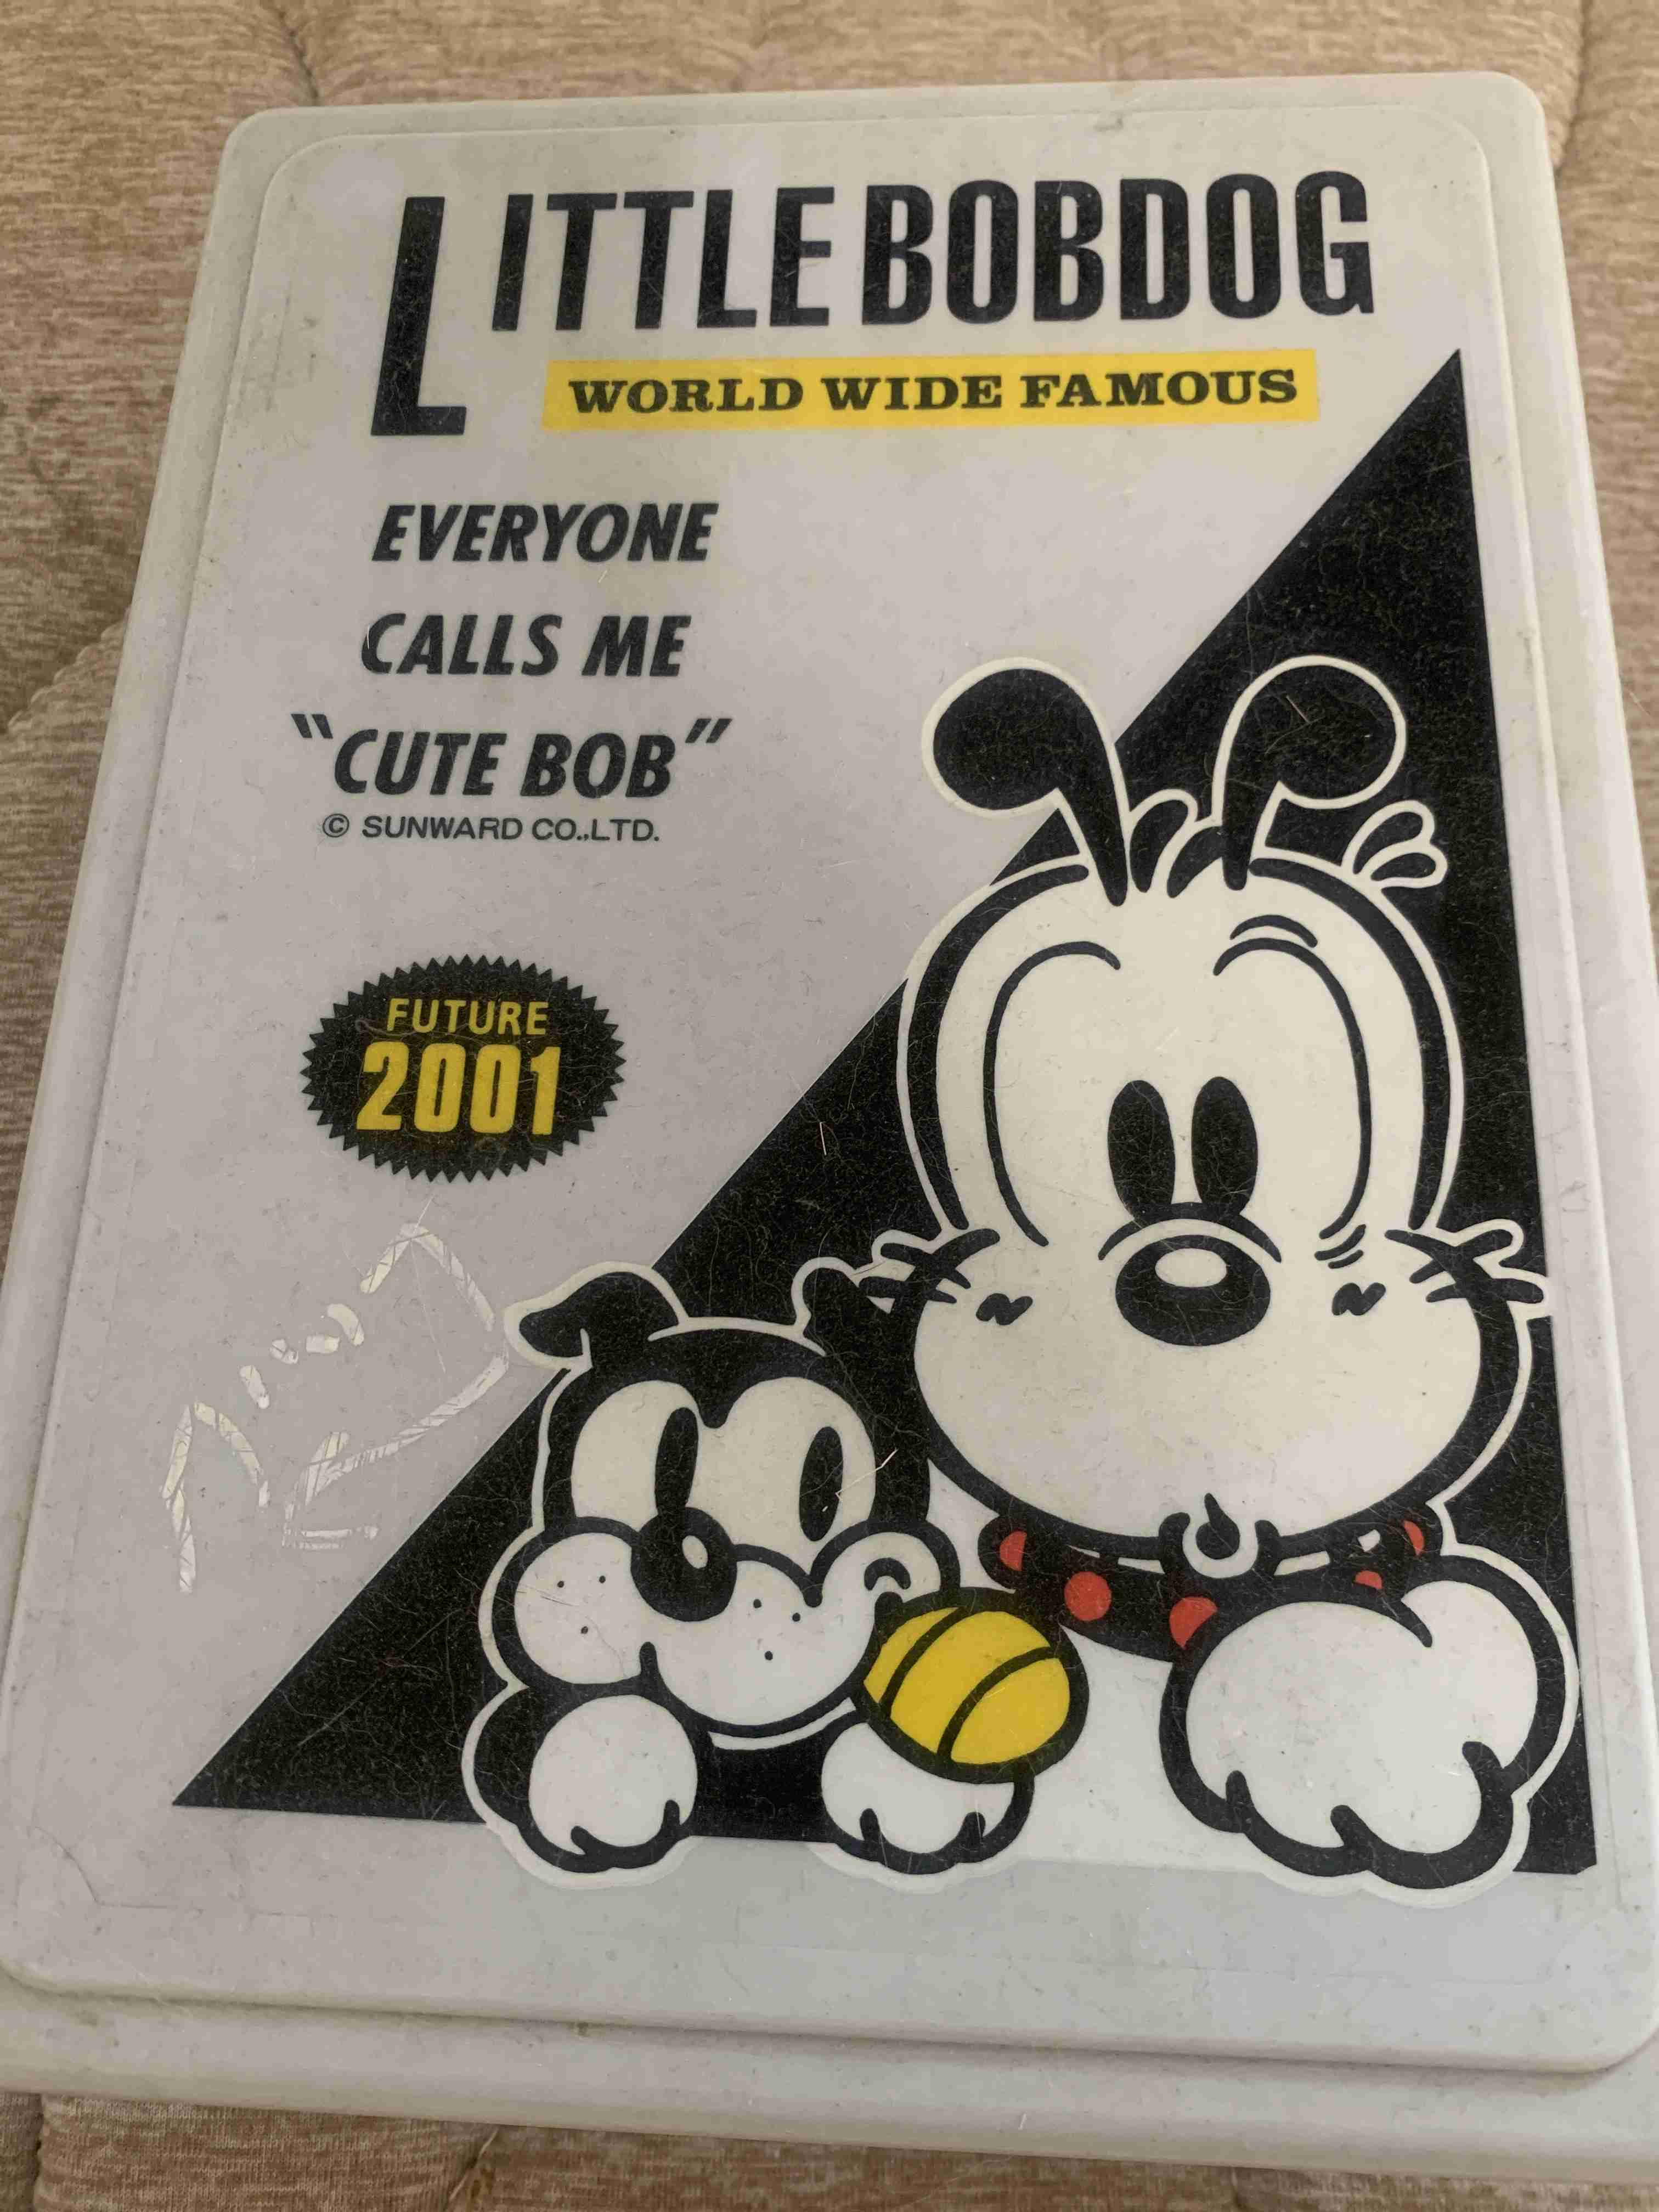 LITTLE BOBDOG
WORLD WIDE FAMOUS
EVERYONE
CALLS ME
"CUTE BOB"
© SUNWARD CO.,LTD.
FUTURE
2001